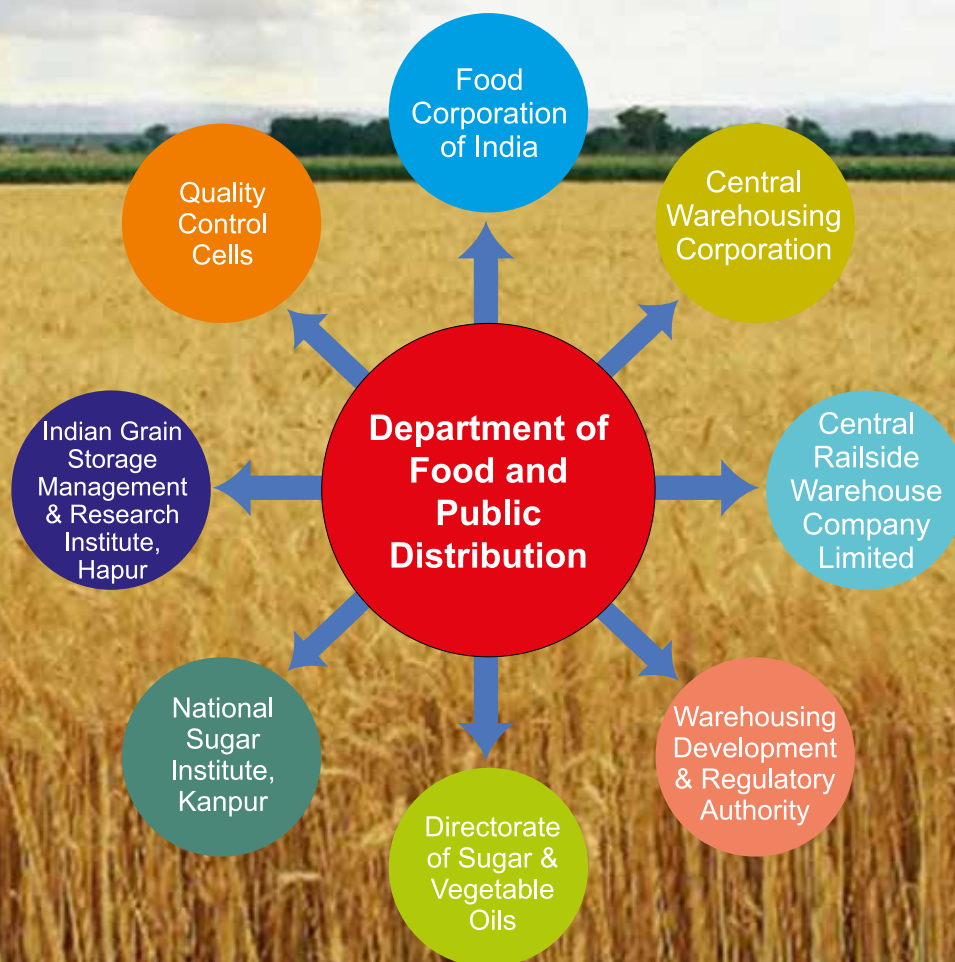 Food
Corporation
of India
Quality
Control
Cells
Central
Warehousing
Corporation
Indian Grain
Storage
Management
& Research
Institute,
Hapur
Department of
Food and
Public
Distribution
Central
Railside
Warehouse
Company
Limited
National
Sugar
Institute,
Kanpur
Directorate
of Sugar &
Vegetable
Oils
Warehousing
Development
& Regulatory
Authority